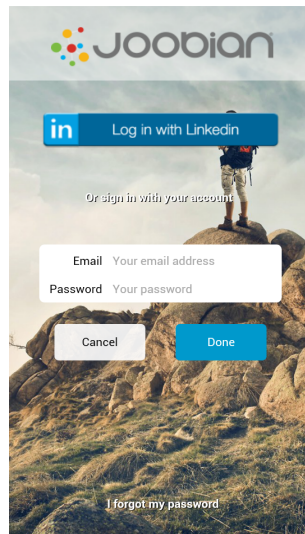 Joobian
in Log in with Linkedin
Or sign in with your account
Email Your email address
Password Your password
Cancel Done
I forgot my password